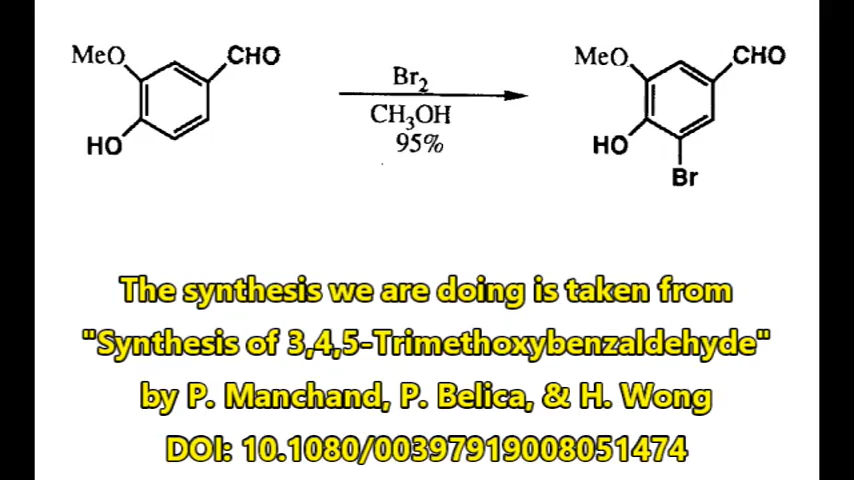 MeO CHO Br2 MeO CHO
CH3OH
HO 95% HO
Br
The synthesis we are doing is taken from
"Synthesis of 3,4,5-Trimethoxybenzaldehyde"
by P. Manchand, P. Belica, & H. Wong
DOI: 10.1080/00397919008051474